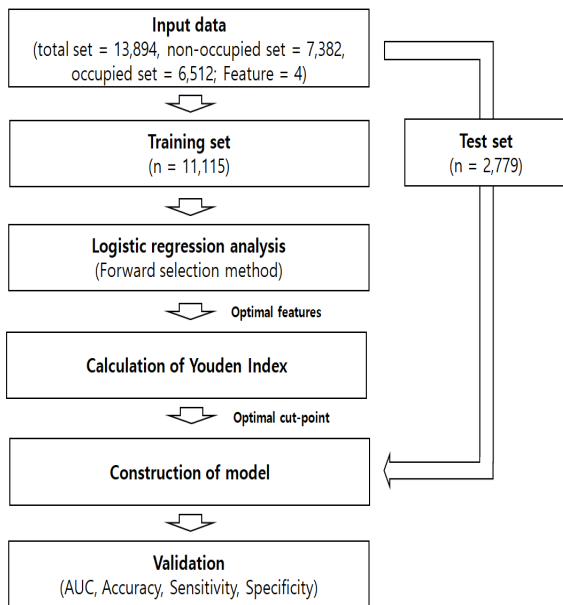 Input data
(total set = 13,894, non-occupied set = 7,382,
occupied set = 6,512; Feature = 4)
Training set
(n = 11,115)
Test set
(n = 2,779)
Logistic regression analysis
(Forward selection method)
Optimal features
Calculation of Youden Index
Optimal cut-point
Construction of model
Validation
(AUC, Accuracy, Sensitivity, Specificity)